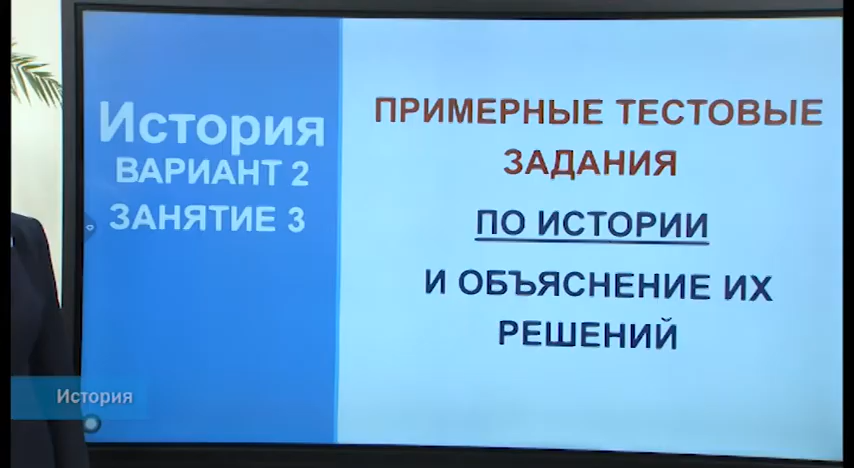 История
ВАРИАНТ 2
ЗАНЯТИЕ 3
ПРИМЕРНЫЕ ТЕСТОВЫЕ
ЗАДАНИЯ
ПО ИСТОРИИ
И ОБЪЯСНЕНИЕ ИХ
РЕШЕНИЙ
История